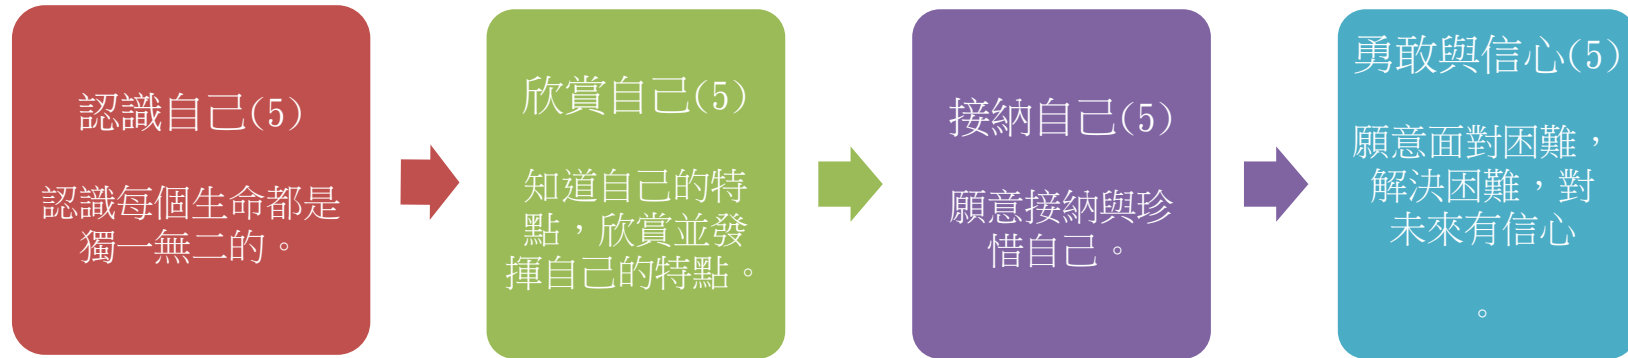 認識自己(5)
認識每個生命都是
獨一無二的。
欣賞自己(5)
知道自己的特
點，欣賞並發
揮自己的特點。
接納自己(5)
願意接納與珍
惜自己。
勇敢與信心(5)
願意面對困難，
解決困難，對
未來有信心
。